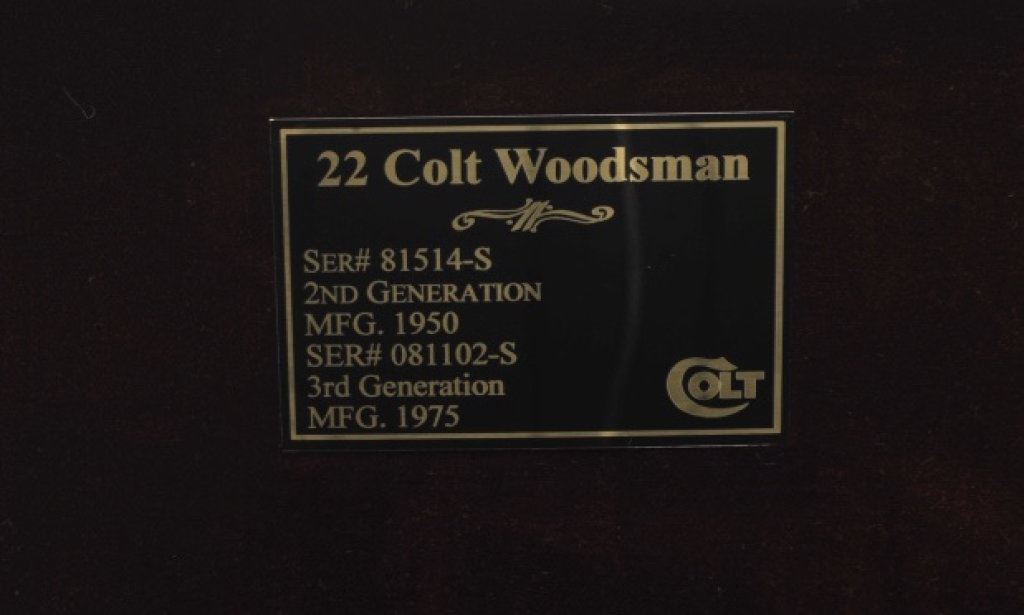 22 Colt Woodsman
SER# 81514-S
2ND GENERATION
MFG. 1950
SER# 081102-S
3rd Generation
MFG. 1975
COLT